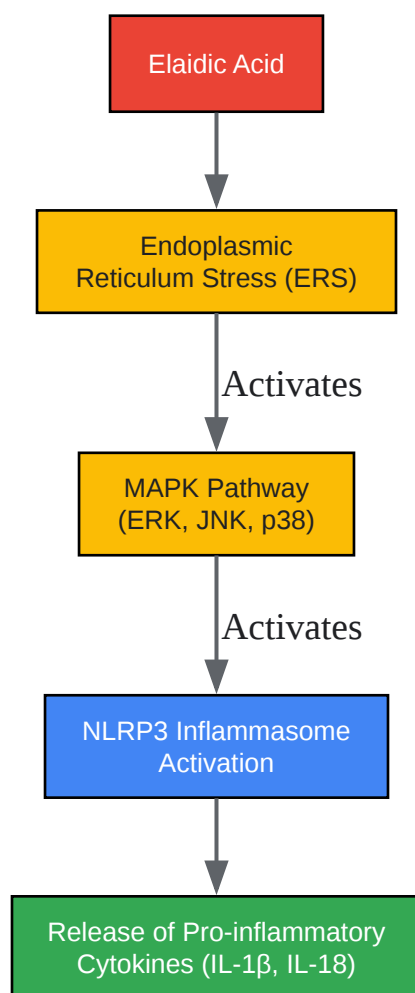 Elaidic Acid
Endoplasmic
Reticulum Stress (ERS)
Activates
MAPK Pathway
(ERK, JNK, p38)
Activates
NLRP3 Inflammasome
Activation
Release of Pro-inflammatory
Cytokines (IL-1β, IL-18)